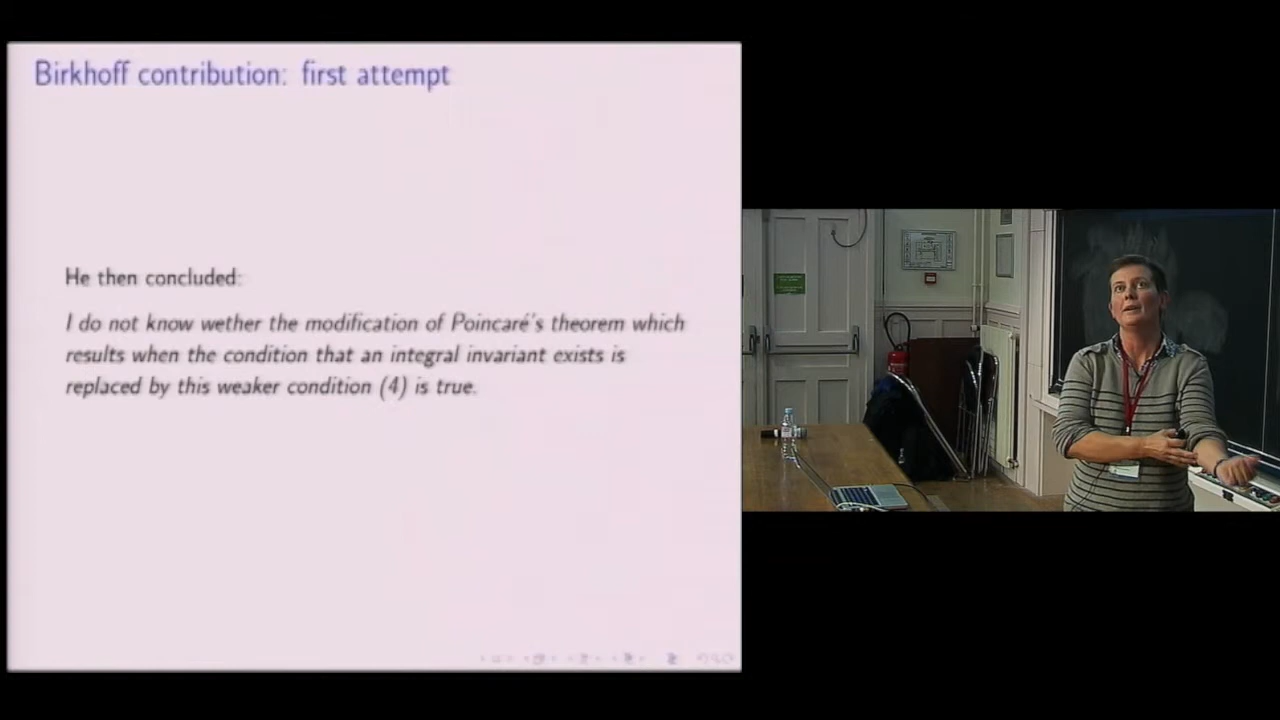 Birkhoff contribution: first attempt
He then concluded:
I do not know wether the modification of Poincaré's theorem which
results when the condition that an integral invariant exists is
replaced by this weaker condition (4) is true.